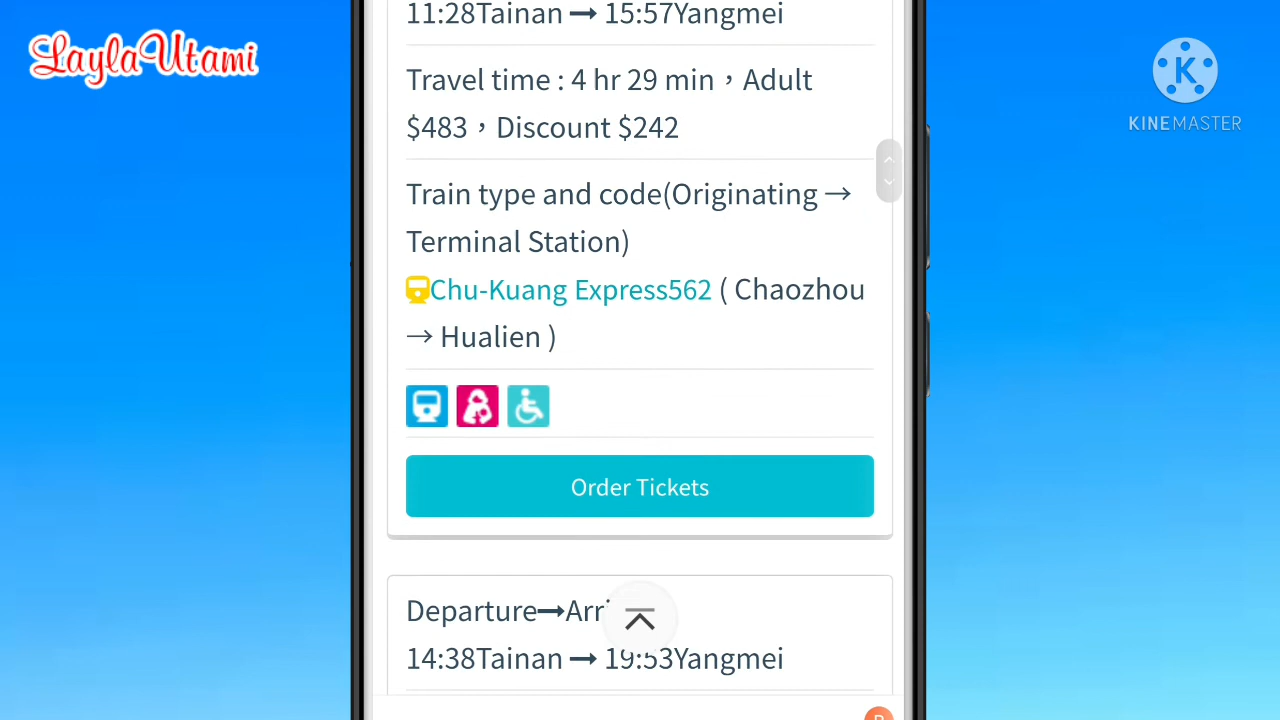 LaylaUtami
KINEMASTER
11:28Tainan ➞ 15:57Yangmei
Travel time : 4 hr 29 min，Adult
$483，Discount $242
Train type and code(Originating →
Terminal Station)
Chu-Kuang Express562 ( Chaozhou
→ Hualien )
Order Tickets
Departure➞Arri
14:38Tainan ➞ 19:53Yangmei